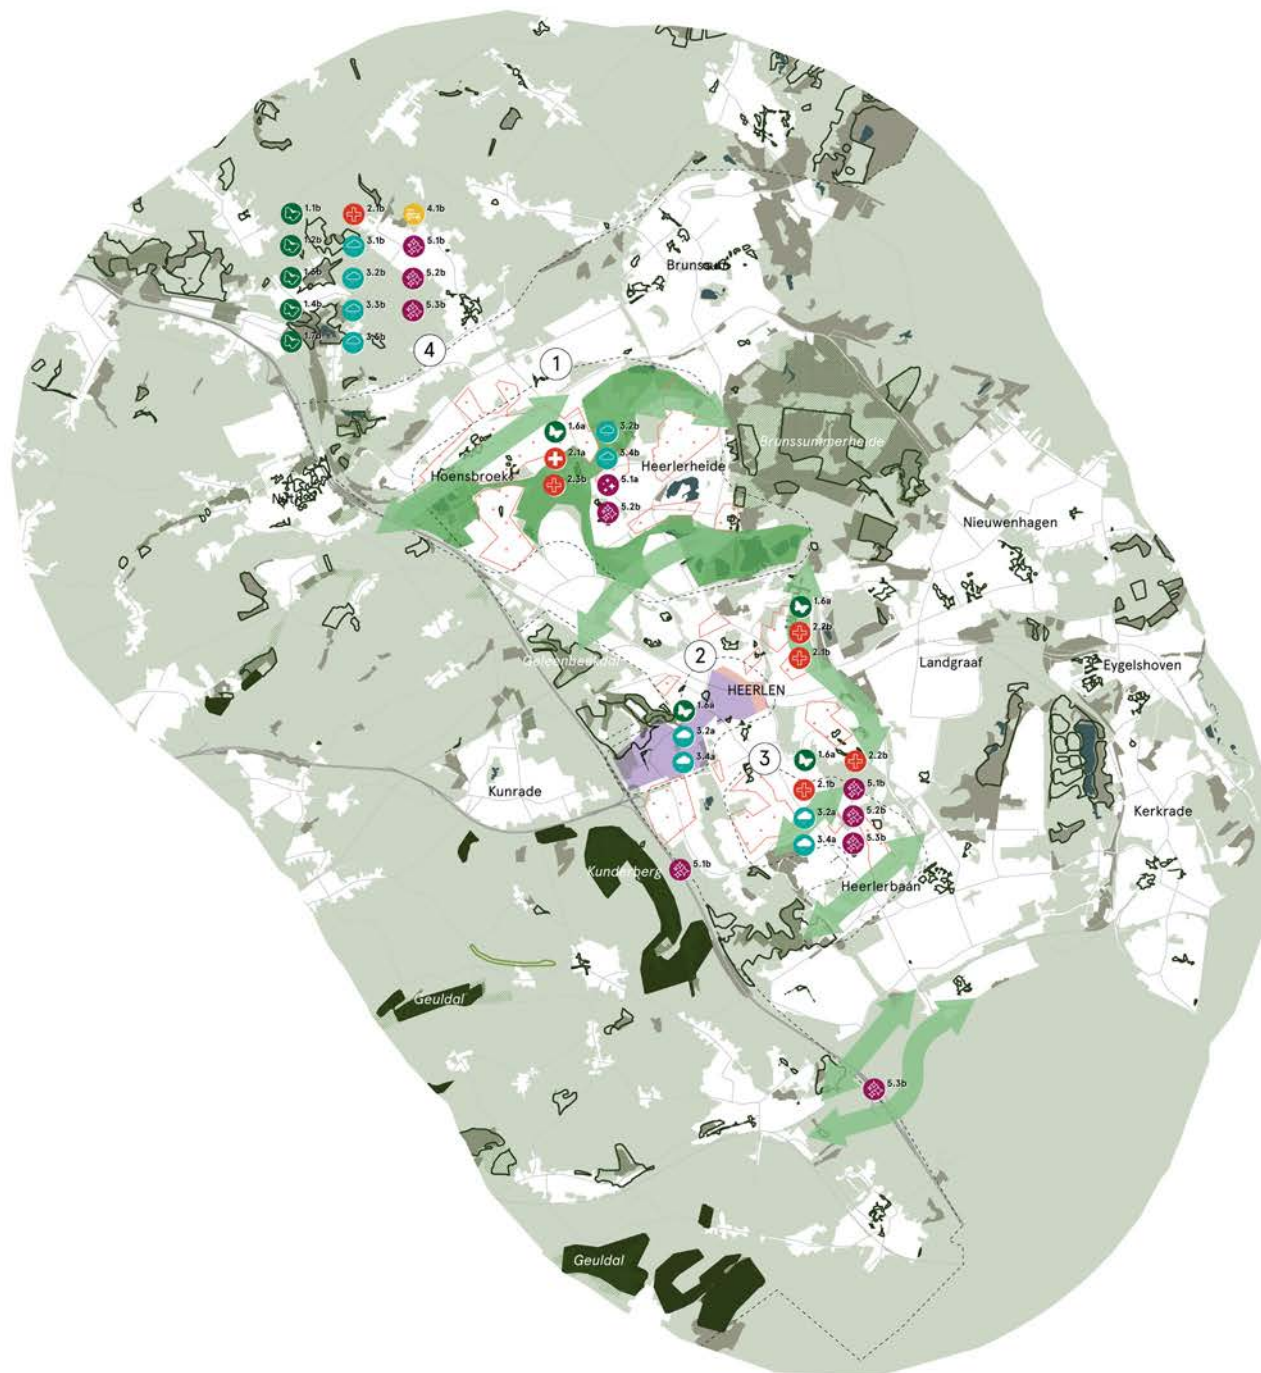 1.1b 2.1b 4.1b
1.2b 3.1b 5.1b
3.2b 5.2b
1.4b 3.3b 5.3b
Brunssum
4
1
1.6a 3.2b
2.1a 3.4b
Hoensbroek
2.3b 5.1a
5.2b
Heerlerheide
Brunssummerheide
Nuth
Nieuwenhagen
1.6a
2.2b
2.1b
Geleenbeekdal
2
HEERLEN
Landgraaf
Eygelshoven
1.6a
3.2a
3.4a
3
1.6a 2.2b
2.1b 5.1b
3.2a 5.2b
3.4a 5.3b
Kunrade
Kerkrade
Kunderberg
5.1b
Heerlerbaan
Geuldal
5.3b
Geuldal